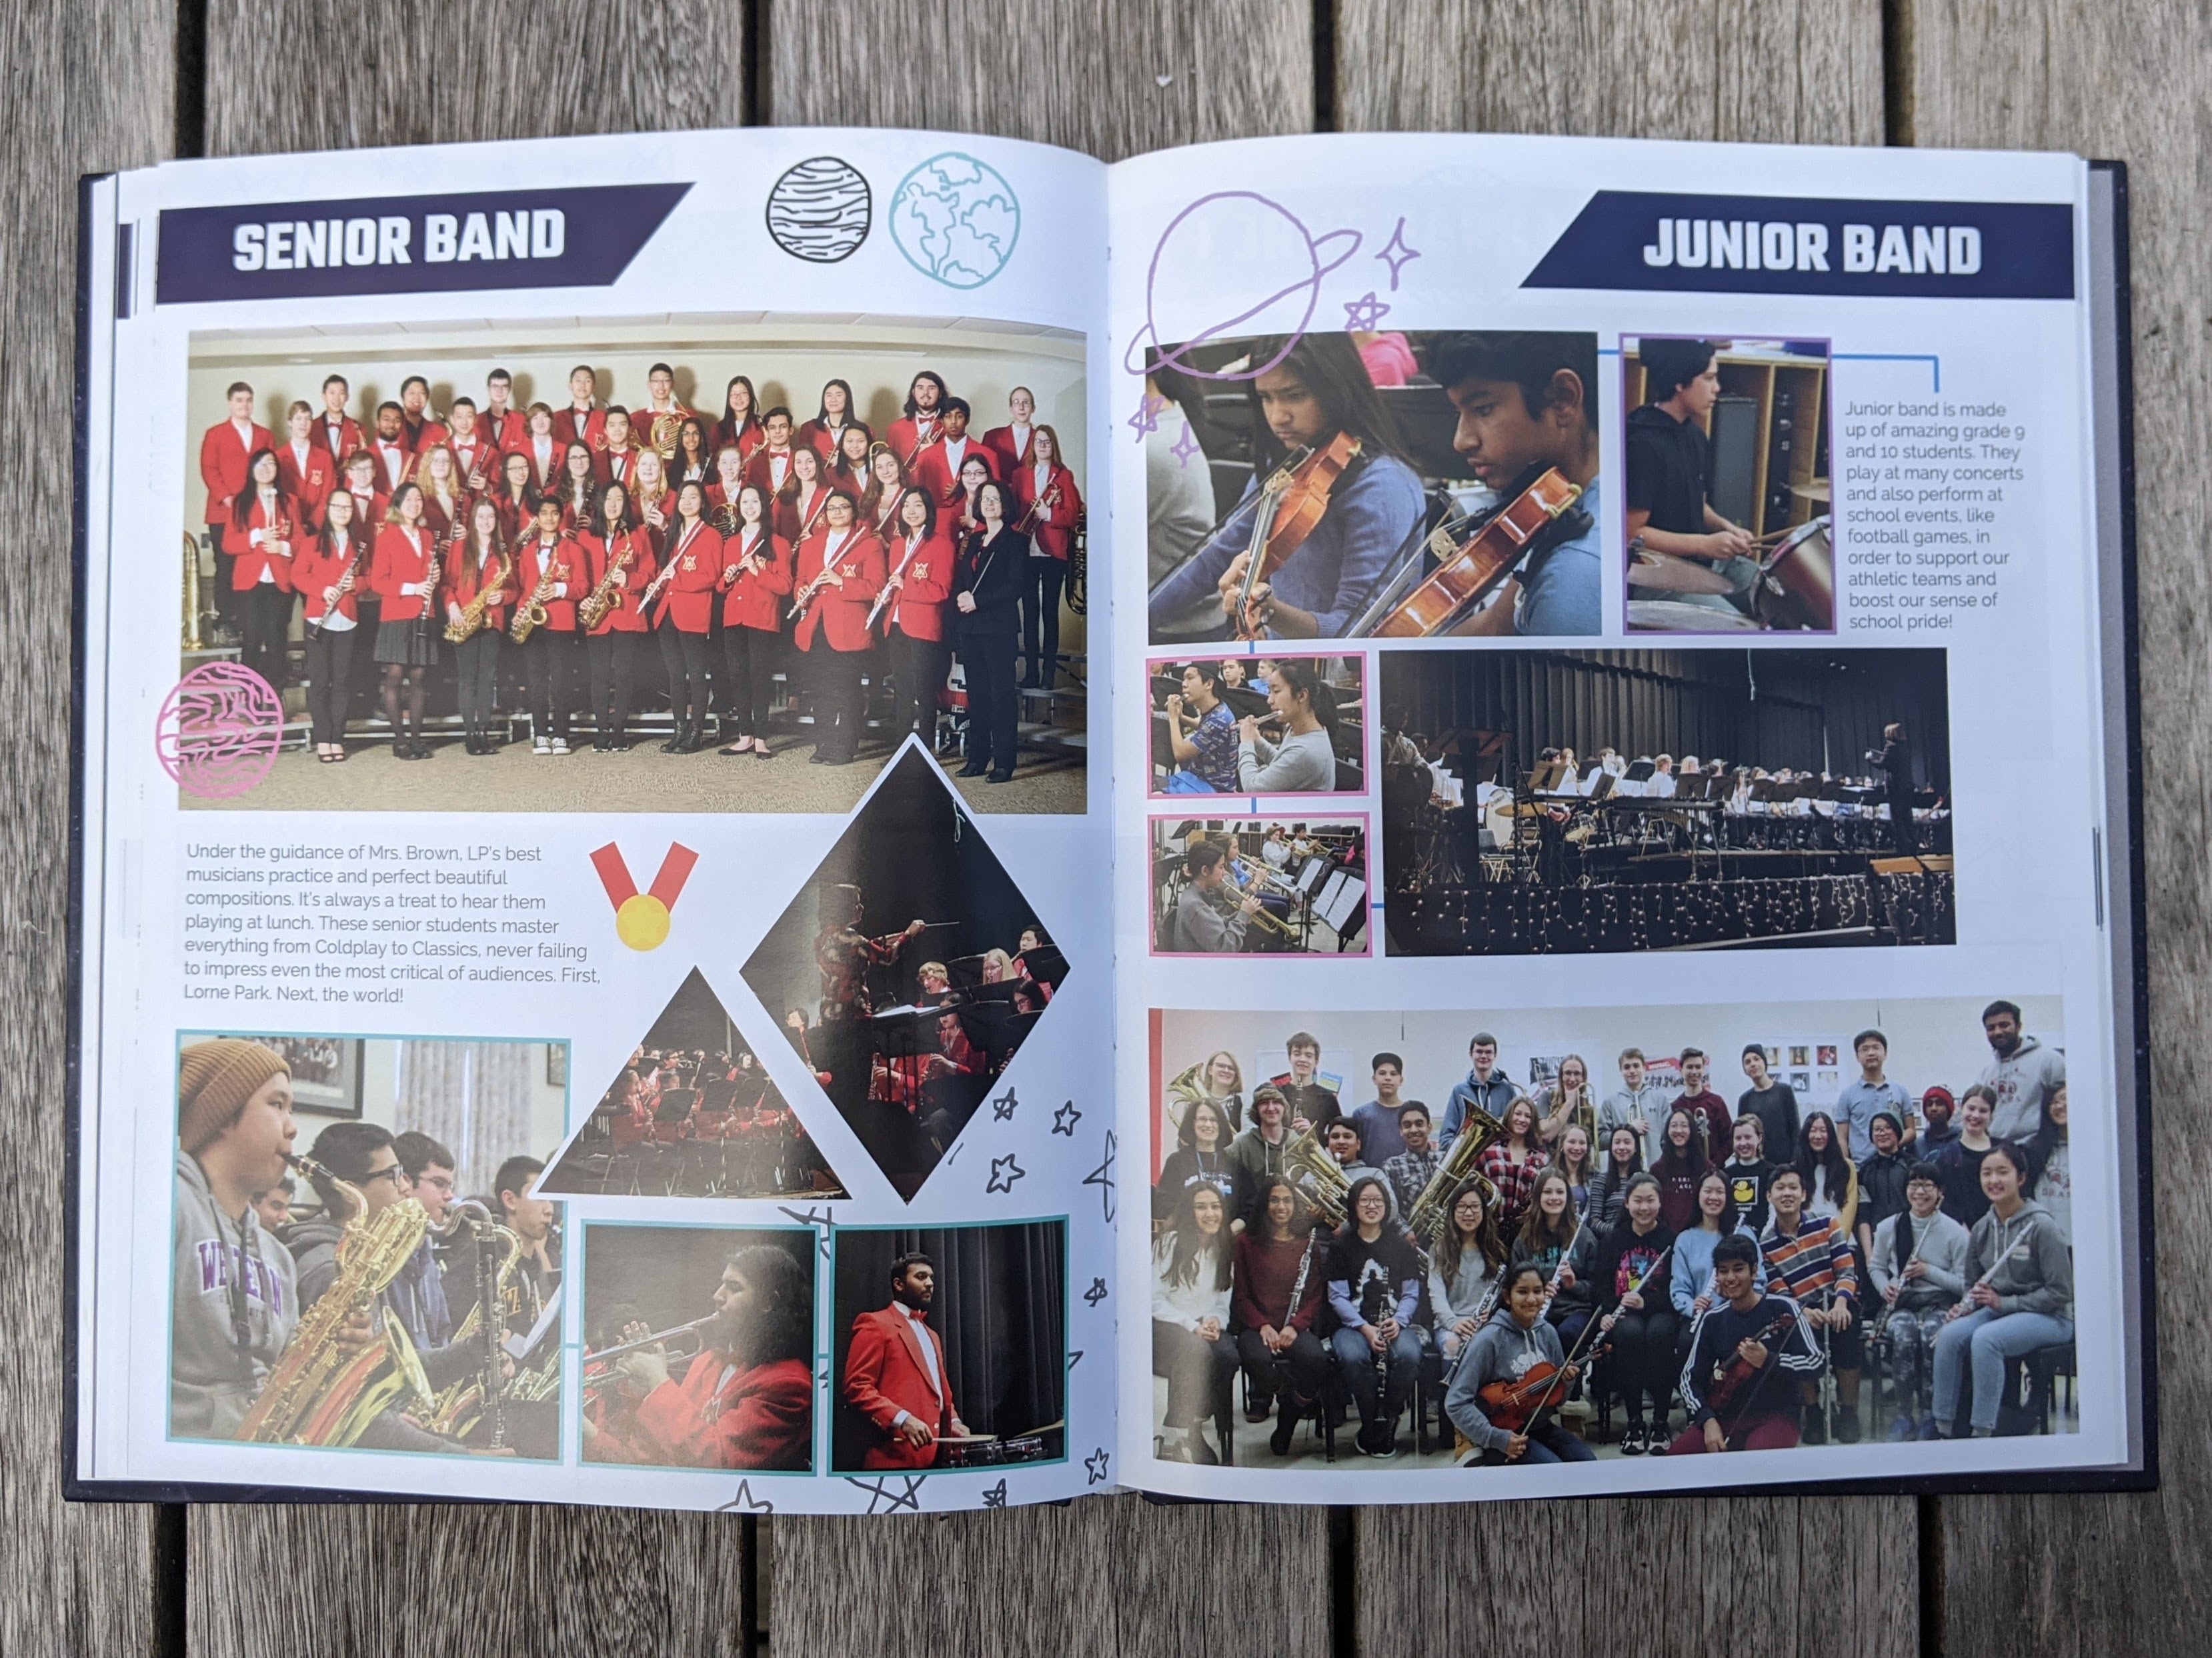 SENIOR BAND
Under the guidance of Mrs. Brown, LP's best
musicians practice and perfect beautiful
compositions. It's always a treat to hear them
playing at lunch. These senior students master
everything from Coldplay to Classics, never failing
to impress even the most critical of audiences. First,
Lorne Park. Next, the world!
JUNIOR BAND
Junior band is made
up of amazing grade 9
and 10 students. They
play at many concerts
and also perform at
school events, like
football games, in
order to support our
athletic teams and
boost our sense of
school pride!